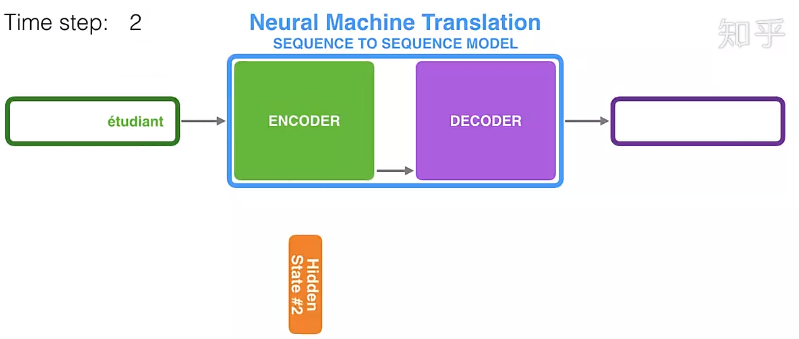 Time step: 2
Neural Machine Translation
SEQUENCE TO SEQUENCE MODEL
知乎
étudiant
ENCODER
DECODER
Hidden
State #2